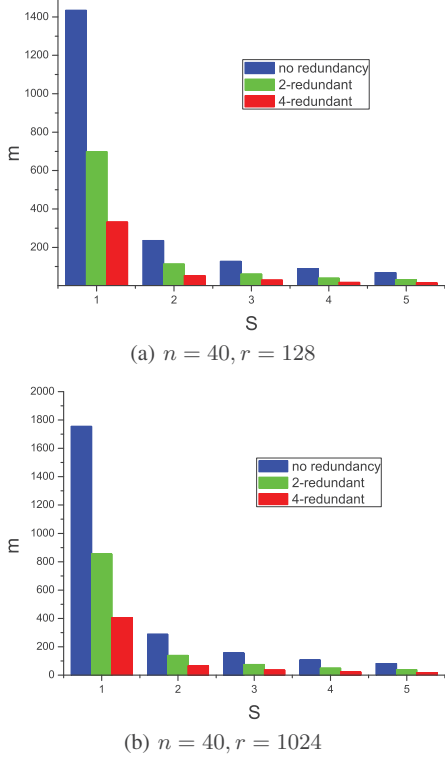 1400
1200
1000
800
600
400
200
m
no redundancy
2-redundant
4-redundant
1 2 3 4 5
S
(a) n = 40, r = 128
2000
1800
1600
1400
1200
1000
800
600
400
200
0
m
no redundancy
2-redundant
4-redundant
1 2 3 4 5
S
(b) n = 40, r = 1024